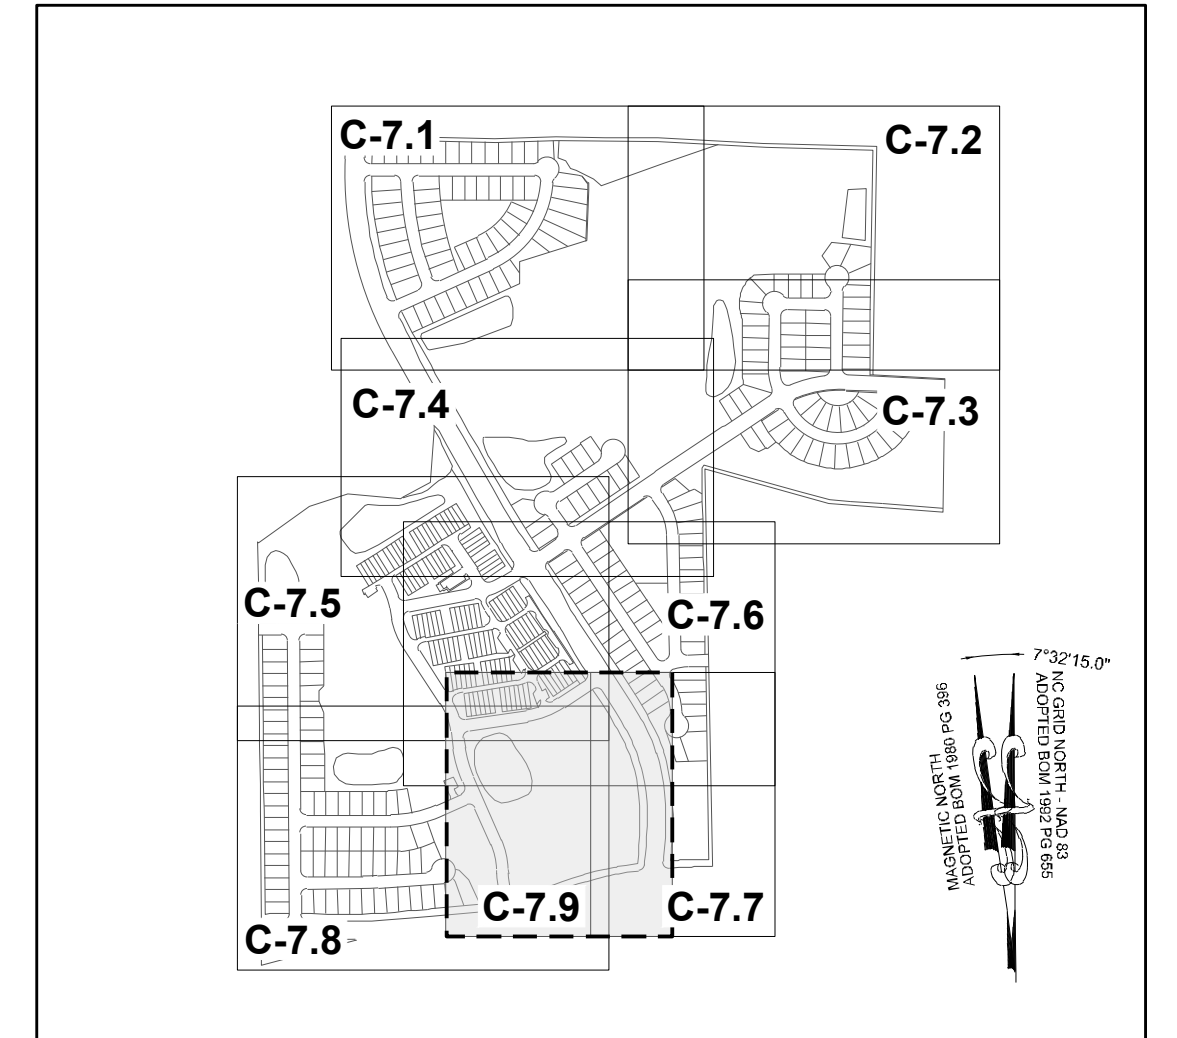 C-7.1
C-7.2
C-7.4
C-7.3
C-7.5
C-7.6
C-7.9
C-7.7
C-7.8
7°32'15.0"
MAGNETIC NORTH
ADOPTED BOM 1980 PG 396
NC GRID NORTH - NAD 83
ADOPTED BOM 1992 PG 655